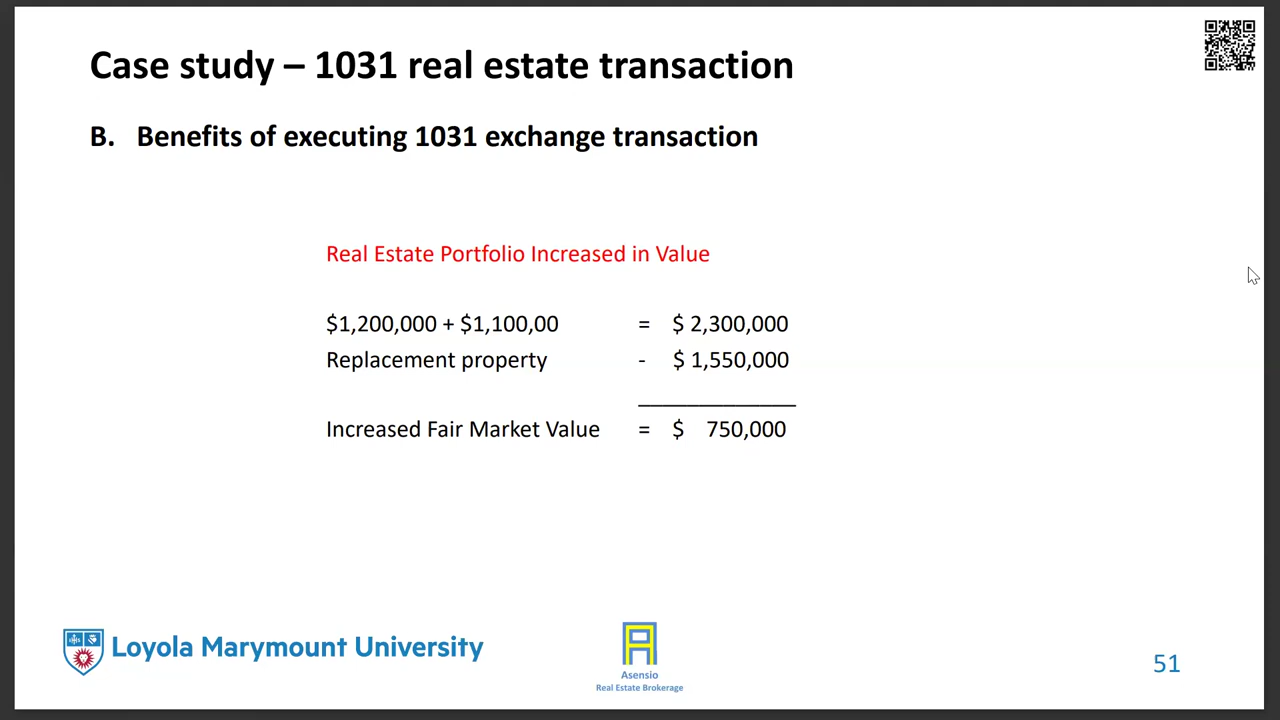 Case study – 1031 real estate transaction
B. Benefits of executing 1031 exchange transaction
Real Estate Portfolio Increased in Value
$1,200,000 + $1,100,00 = $ 2,300,000
Replacement property - $ 1,550,000
Increased Fair Market Value = $ 750,000
Loyola Marymount University
Asensio
Real Estate Brokerage
51